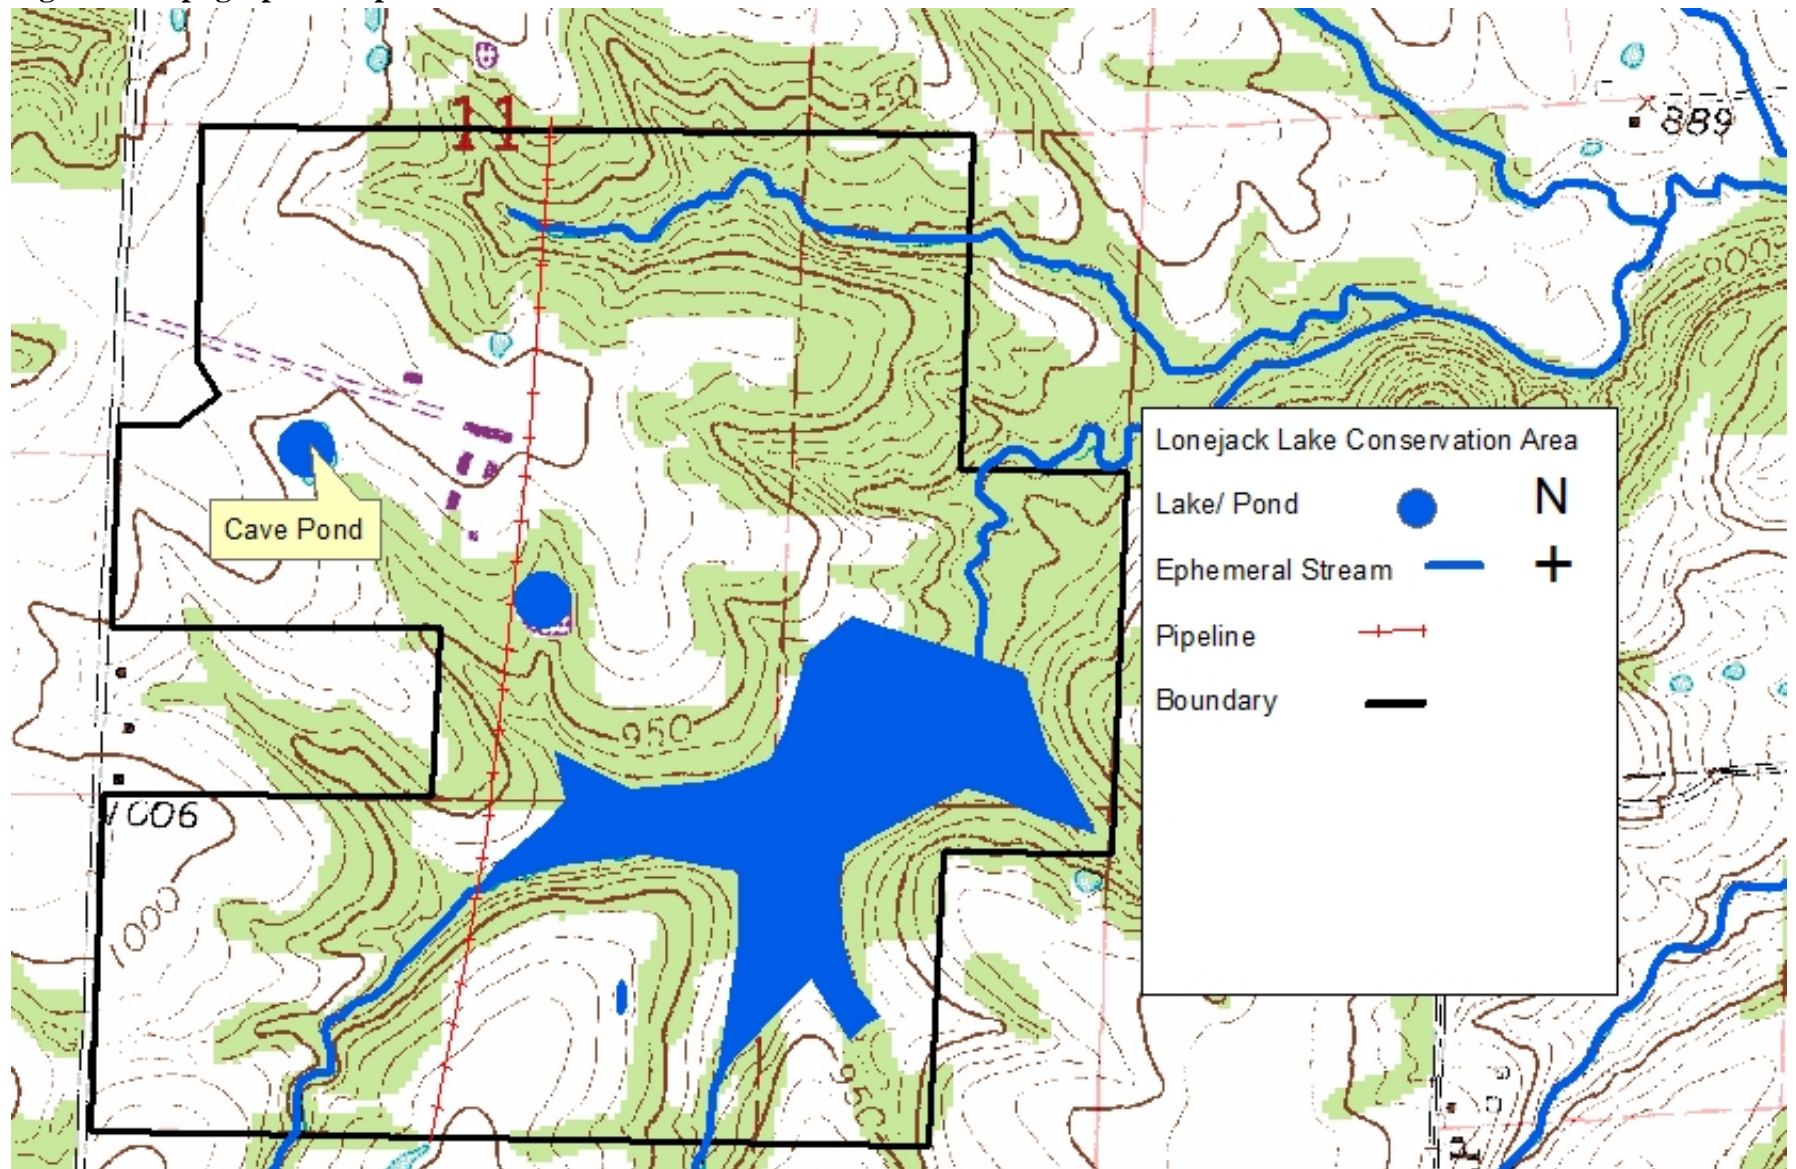 11
950
889
900
Cave Pond
Lonejack Lake Conservation Area
Lake/ Pond
N
Ephemeral Stream
+
Pipeline
Boundary
950
1006
1000
950